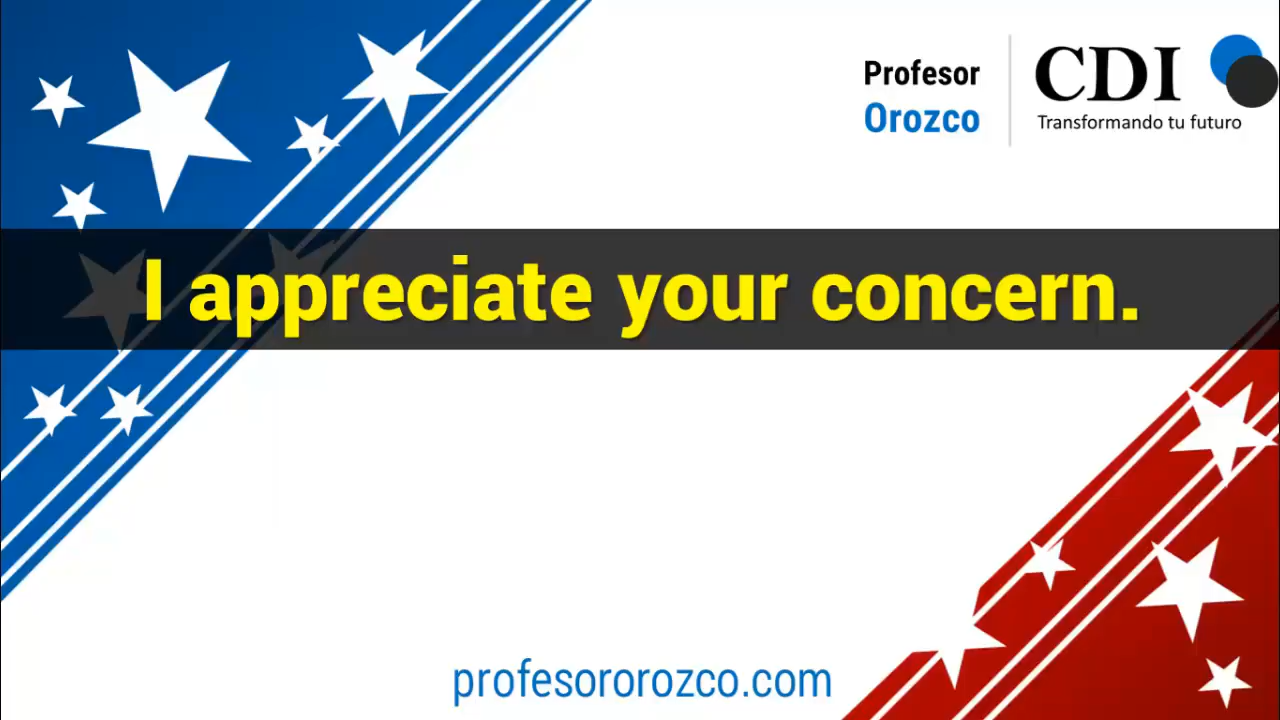 Profesor
Orozco
CDI
Transformando tu futuro
I appreciate your concern.
profesororozco.com